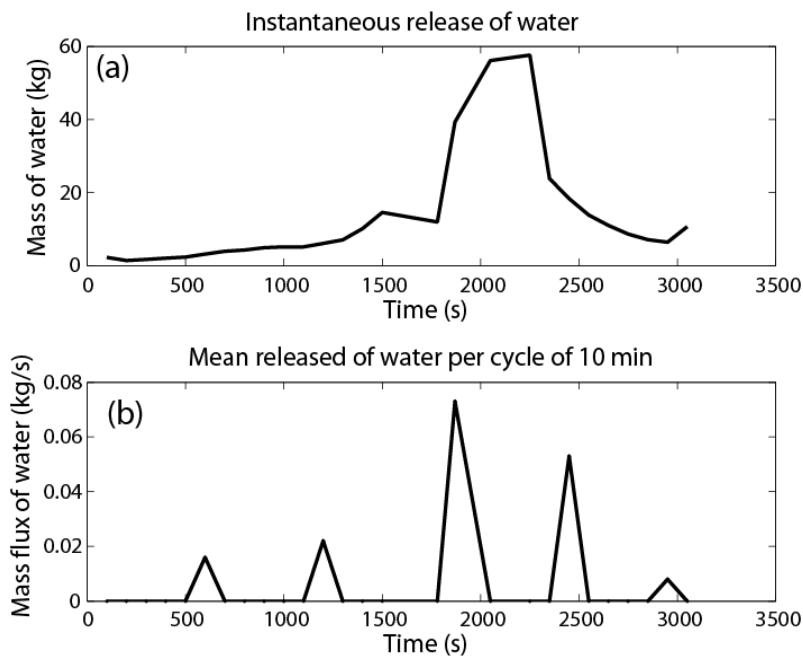 Instantaneous release of water
(a)
Mass of water (kg)
60
40
20
0
0 500 1000 1500 2000 2500 3000 3500
Time (s)
Mean released of water per cycle of 10 min
(b)
Mass flux of water (kg/s)
0.08
0.06
0.04
0.02
0
0 500 1000 1500 2000 2500 3000 3500
Time (s)